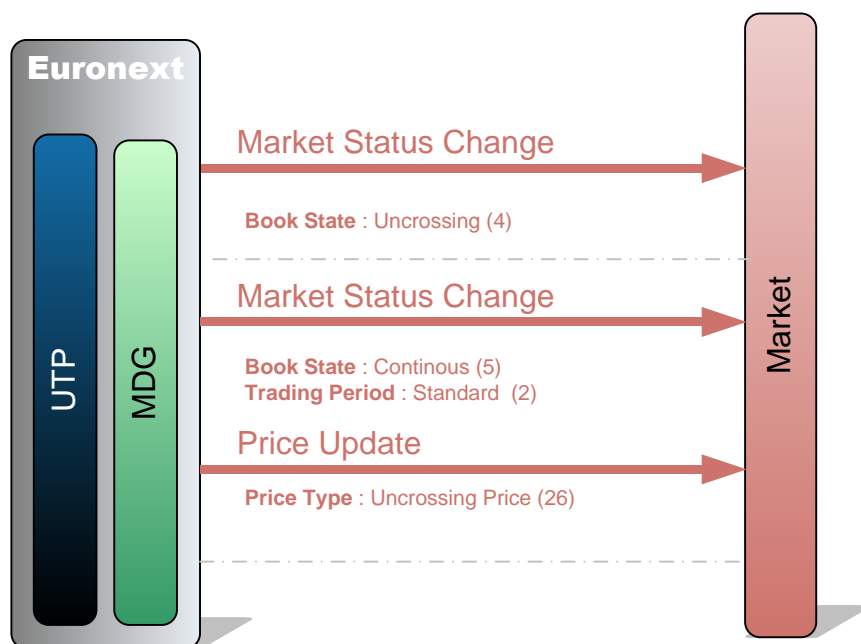 Euronext
Market Status Change
Book State : Uncrossing (4)
Market Status Change
Book State : Continous (5)
Trading Period : Standard (2)
Price Update
Price Type : Uncrossing Price (26)
UTP
MDG
Market